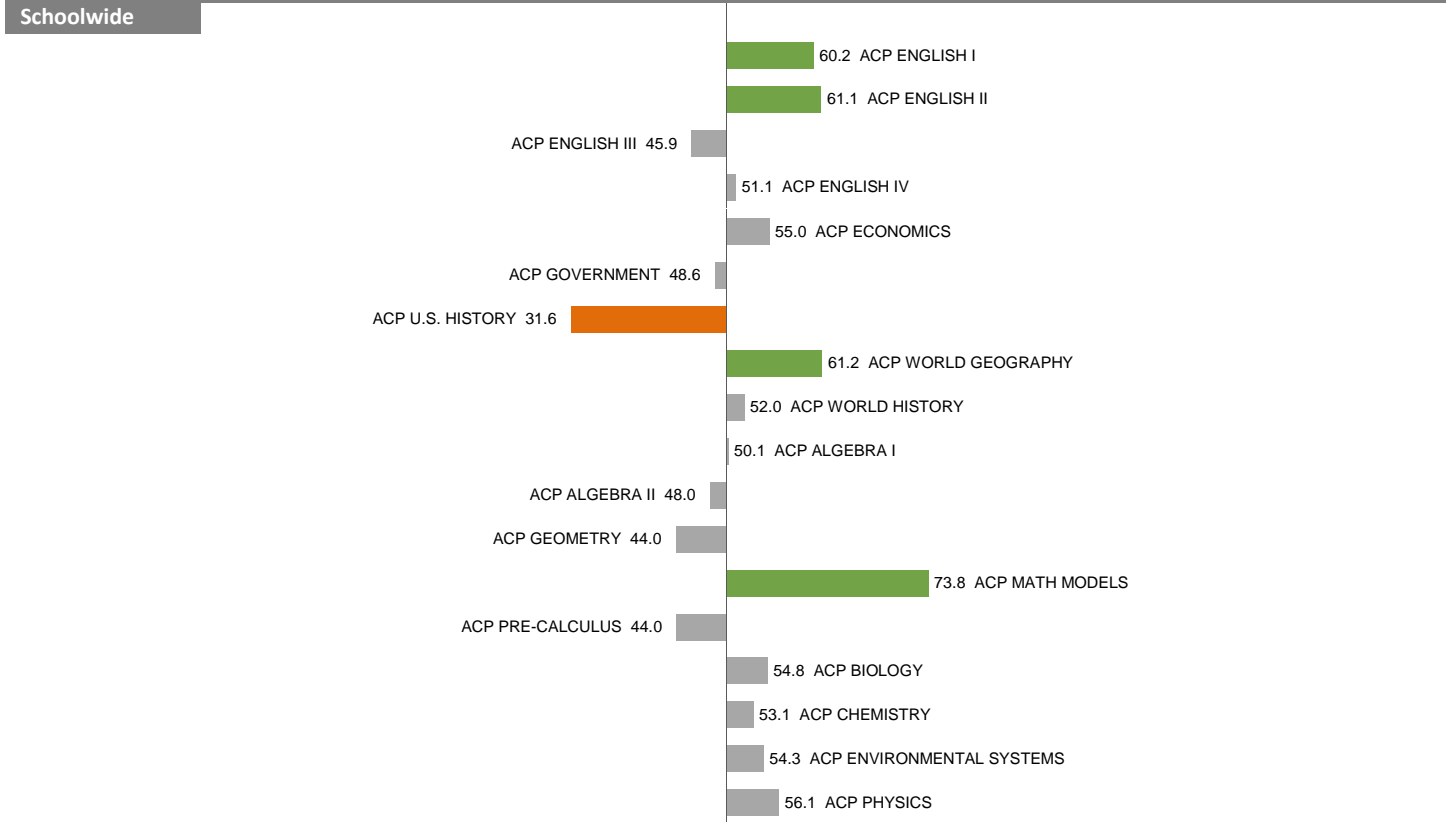 Schoolwide
60.2 ACP ENGLISH I
61.1 ACP ENGLISH II
ACP ENGLISH III 45.9
51.1 ACP ENGLISH IV
55.0 ACP ECONOMICS
ACP GOVERNMENT 48.6
ACP U.S. HISTORY 31.6
61.2 ACP WORLD GEOGRAPHY
52.0 ACP WORLD HISTORY
50.1 ACP ALGEBRA I
ACP ALGEBRA II 48.0
ACP GEOMETRY 44.0
73.8 ACP MATH MODELS
ACP PRE-CALCULUS 44.0
54.8 ACP BIOLOGY
53.1 ACP CHEMISTRY
54.3 ACP ENVIRONMENTAL SYSTEMS
56.1 ACP PHYSICS